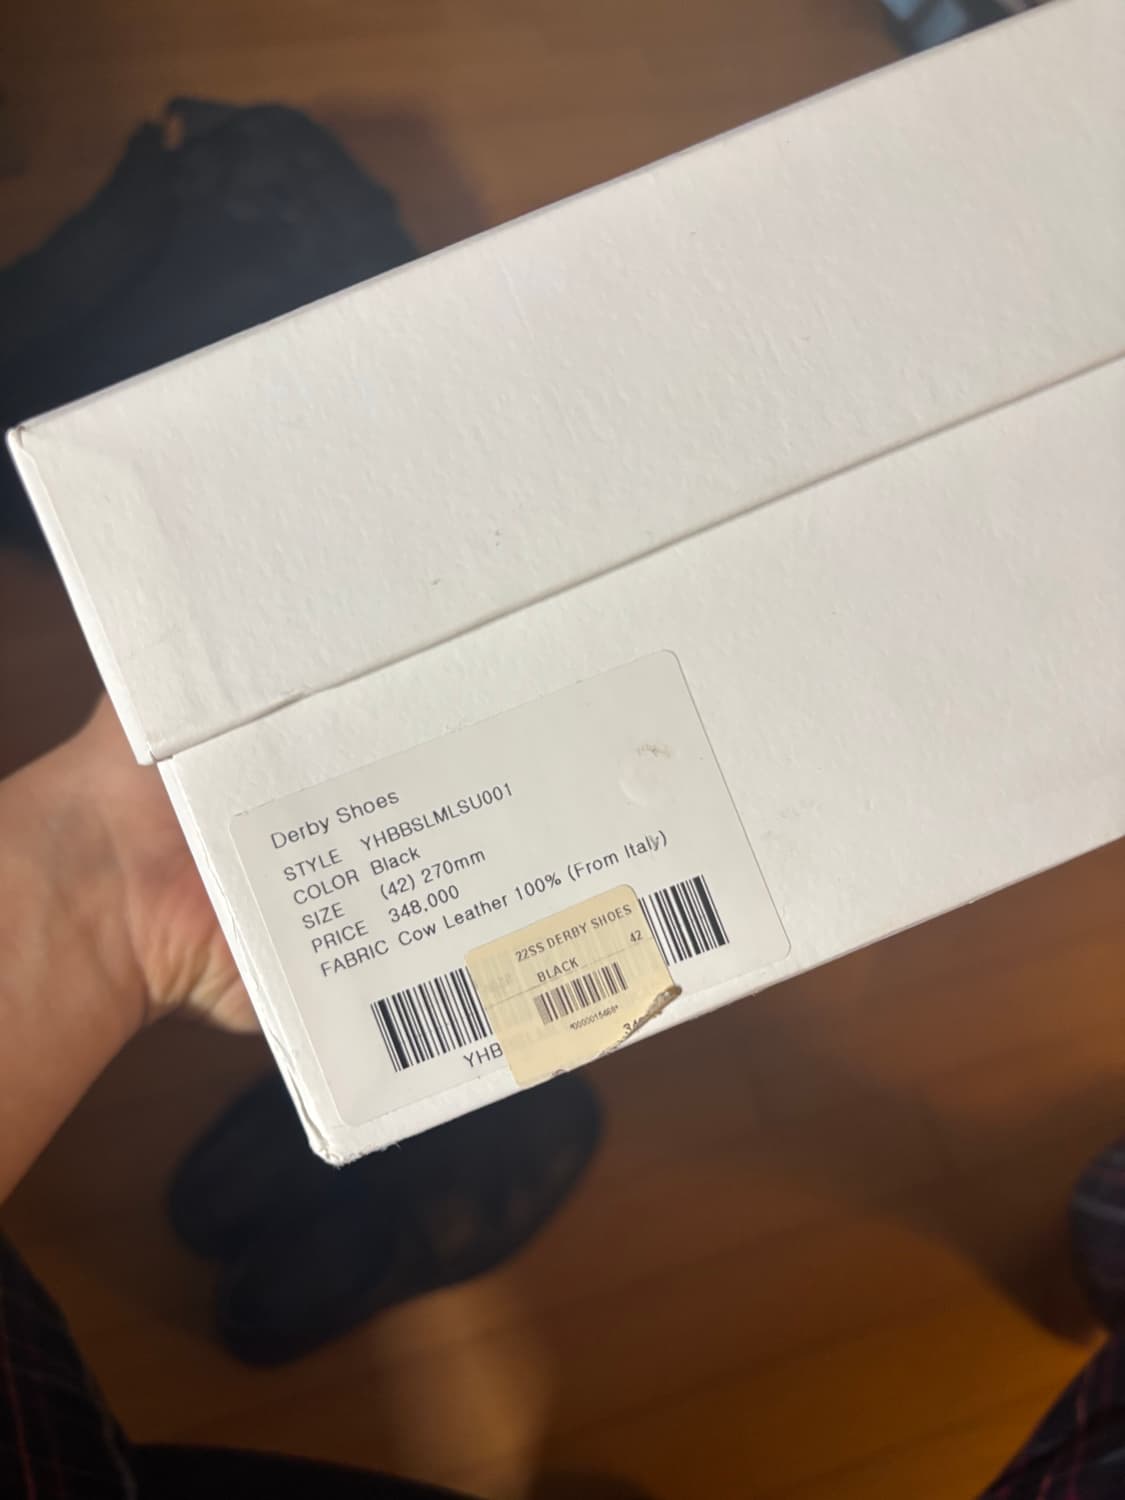 Derby Shoes
STYLE YHBBSLMLSU001
COLOR Black
SIZE (42) 270mm
PRICE 348,000
FABRIC Cow Leather 100% (From Italy)
22SS DERBY SHOES
BLACK 42
YHB